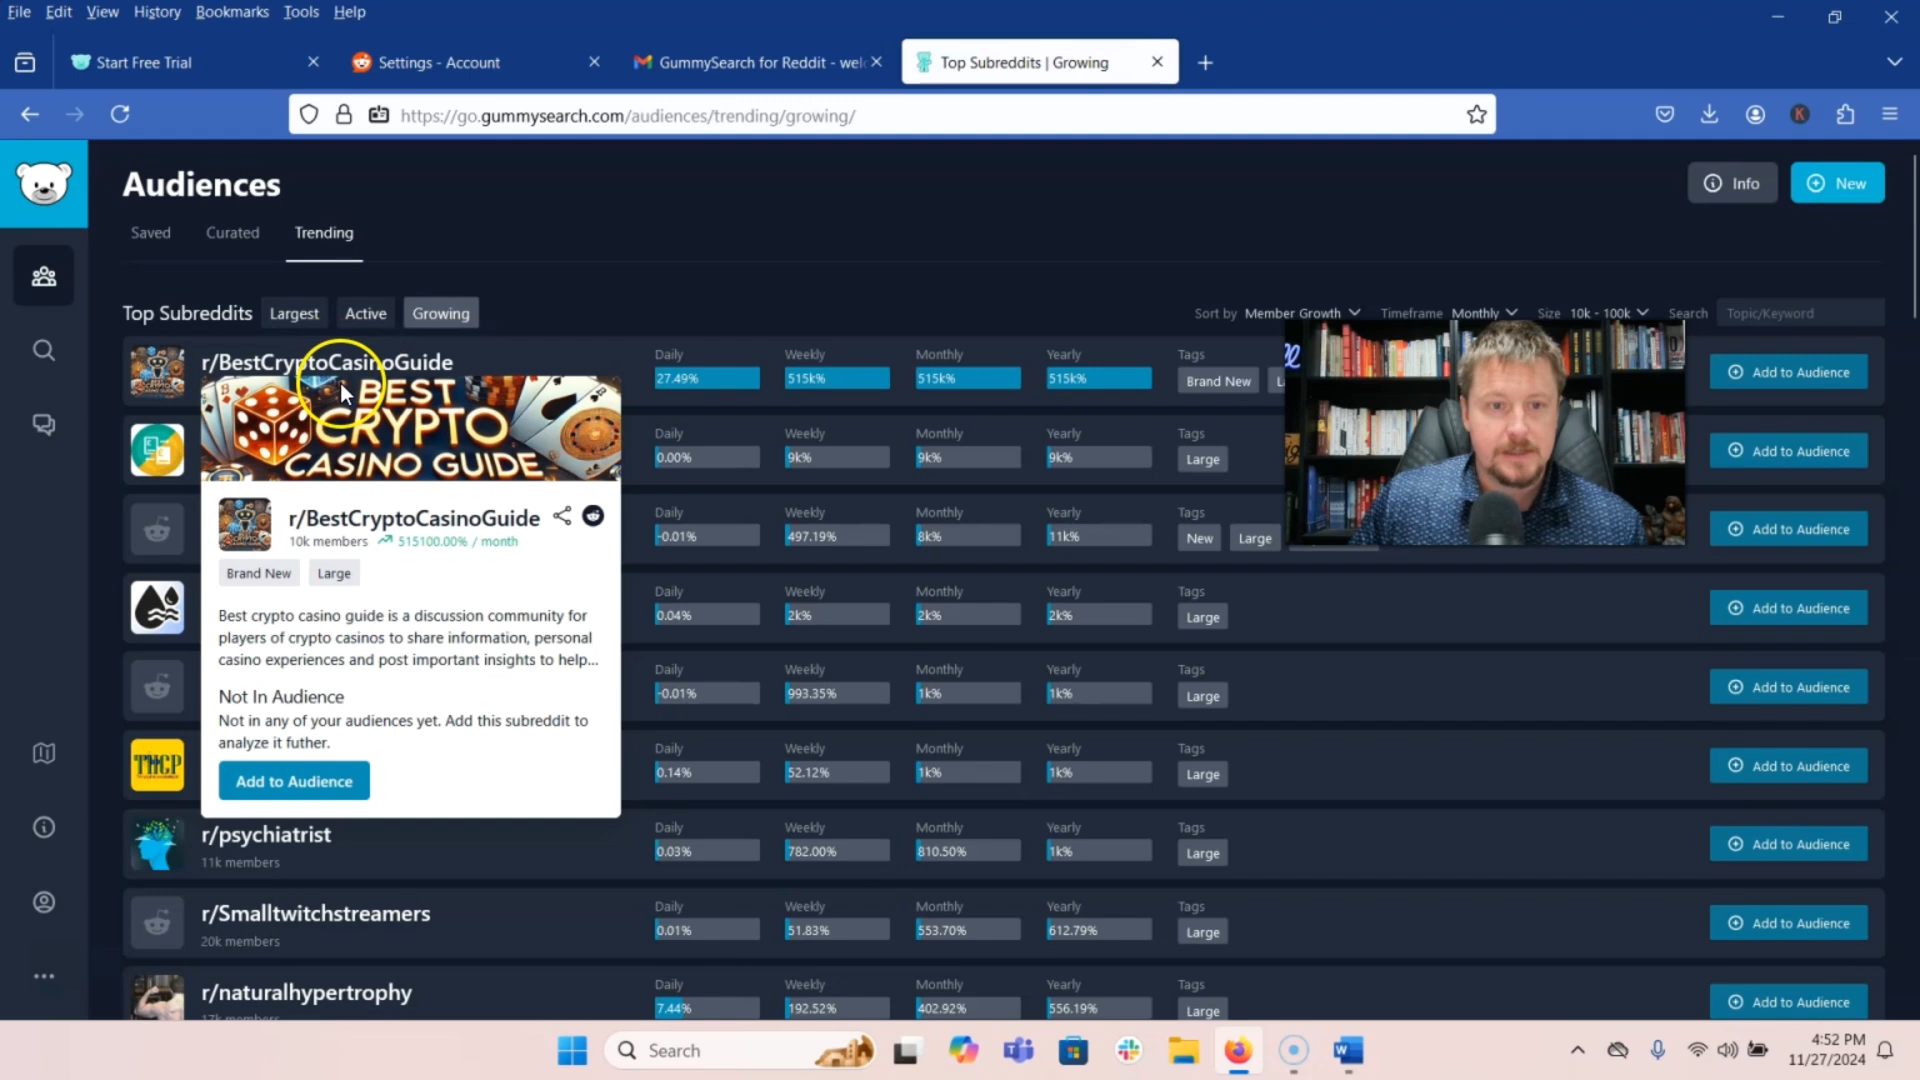 File Edit View History Bookmarks Tools Help
Start Free Trial
Settings - Account
GummySearch for Reddit - wel
Top Subreddits | Growing
https://go.gummysearch.com/audiences/trending/growing/
Audiences
Info
New
Saved Curated Trending
Top Subreddits Largest Active Growing
Sort by Member Growth Timeframe Monthly Size 10k - 100k Search Topic/Keyword
r/BestCryptoCasinoGuide
Daily Weekly Monthly Yearly Tags
27.49% 515k% 515k% 515k% Brand New
Add to Audience
BEST
CRYPTO
CASINO GUIDE
Daily Weekly Monthly Yearly Tags
0.00% 9k% 9k% 9k% Large
Add to Audience
r/BestCryptoCasinoGuide
10k members 515100.00% / month
Brand New Large
Daily Weekly Monthly Yearly Tags
-0.01% 497.19% 8k% 11k% New Large
Add to Audience
Best crypto casino guide is a discussion community for
players of crypto casinos to share information, personal
casino experiences and post important insights to help...
Daily Weekly Monthly Yearly Tags
0.04% 2k% 2k% 2k% Large
Add to Audience
Not In Audience
Not in any of your audiences yet. Add this subreddit to
analyze it futher.
Add to Audience
Daily Weekly Monthly Yearly Tags
-0.01% 993.35% 1k% 1k% Large
Add to Audience
THCP
Daily Weekly Monthly Yearly Tags
0.14% 52.12% 1k% 1k% Large
Add to Audience
r/psychiatrist
11k members
Daily Weekly Monthly Yearly Tags
0.03% 782.00% 810.50% 1k% Large
Add to Audience
r/Smalltwitchstreamers
20k members
Daily Weekly Monthly Yearly Tags
0.01% 51.83% 553.70% 612.79% Large
Add to Audience
r/naturalhypertrophy
17k members
Daily Weekly Monthly Yearly Tags
7.44% 192.52% 402.92% 556.19% Large
Add to Audience
Search
4:52 PM
11/27/2024